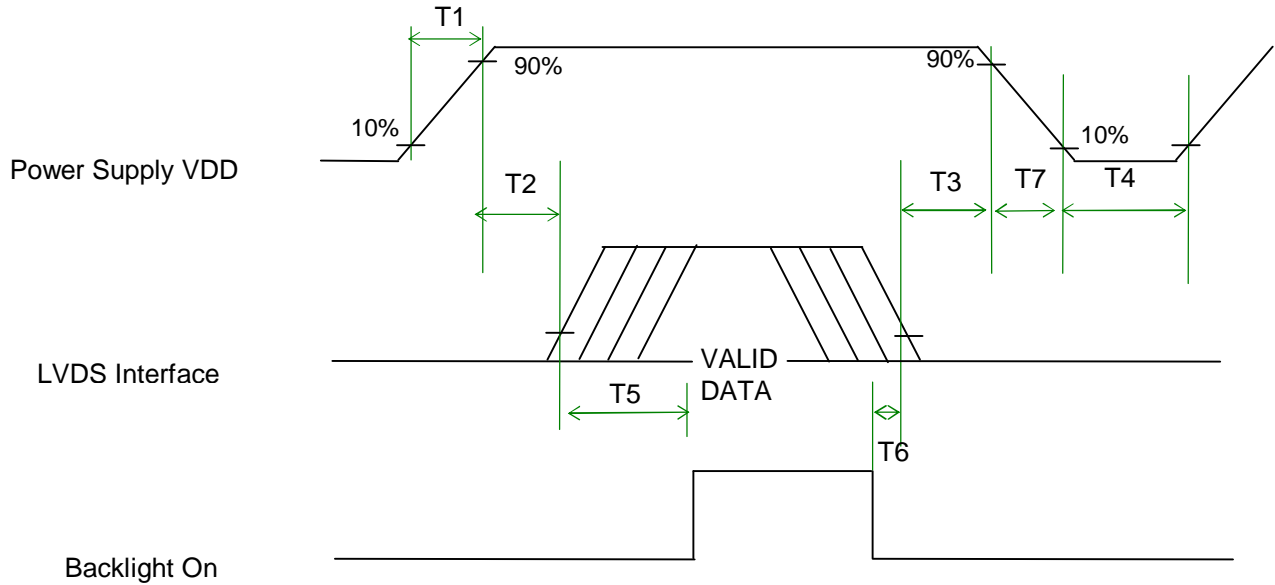 T1
90%
90%
10%
10%
Power Supply VDD
T2
T3
T7
T4
VALID
DATA
LVDS Interface
T5
T6
Backlight On